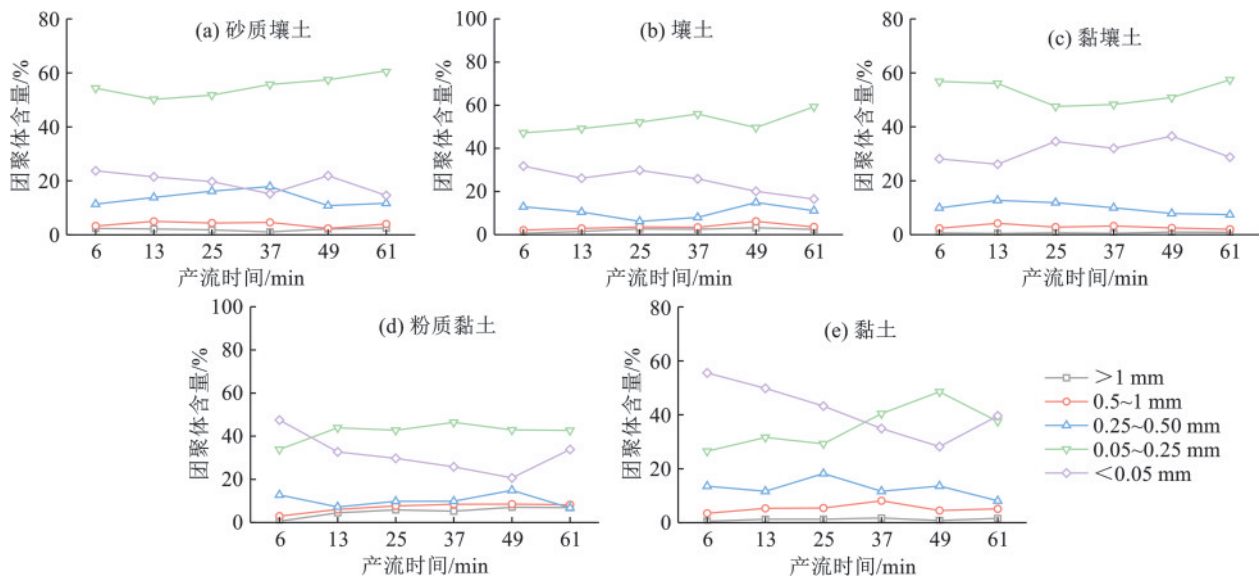 (a) 砂质壤土
团聚体含量/%
80
60
40
20
0
6 13 25 37 49 61
产流时间/min
(b) 壤土
团聚体含量/%
100
80
60
40
20
0
6 13 25 37 49 61
产流时间/min
(c) 黏壤土
团聚体含量/%
80
60
40
20
0
6 13 25 37 49 61
产流时间/min
(d) 粉质黏土
团聚体含量/%
100
80
60
40
20
0
6 13 25 37 49 61
产流时间/min
(e) 黏土
团聚体含量/%
80
60
40
20
0
6 13 25 37 49 61
产流时间/min
>1 mm
0.5~1 mm
0.25~0.50 mm
0.05~0.25 mm
<0.05 mm